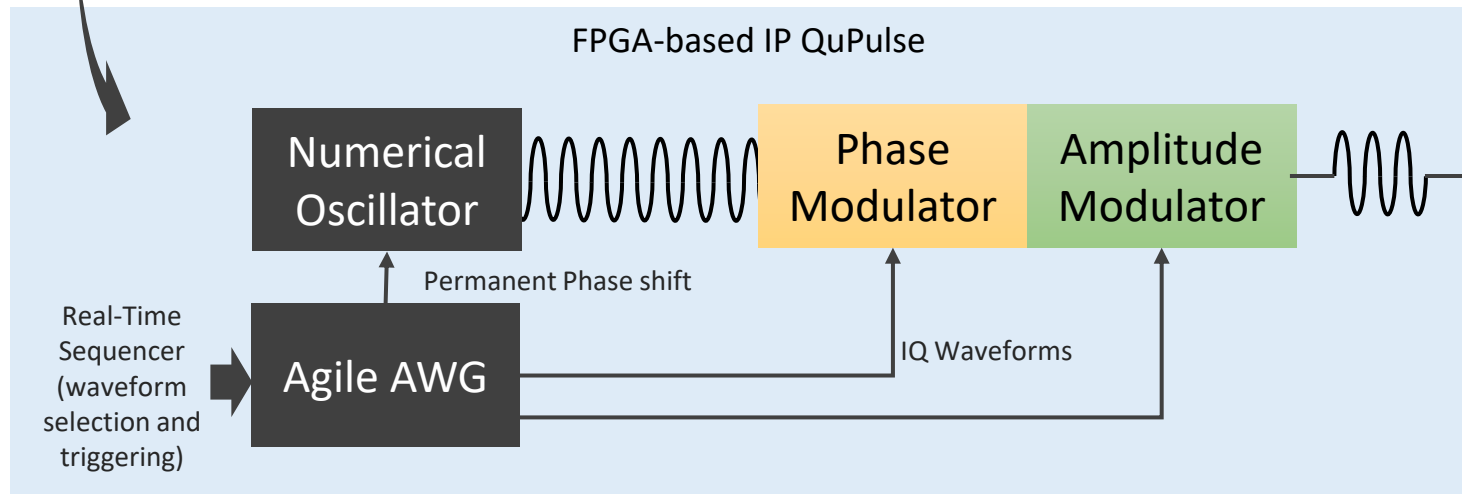 FPGA-based IP QuPulse
Numerical
Oscillator
Phase
Modulator
Amplitude
Modulator
Permanent Phase shift
Real-Time
Sequencer
(waveform
selection and
triggering)
Agile AWG
IQ Waveforms